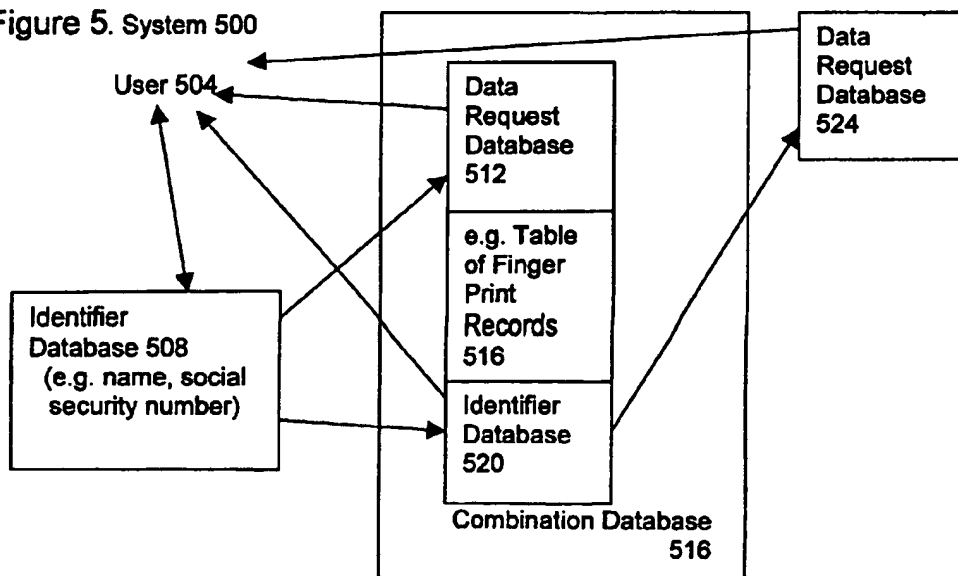 Figure 5. System 500
User 504
Identifier
Database 508
(e.g. name, social
security number)
Data
Request
Database
512
e.g. Table
of Finger
Print
Records
516
Identifier
Database
520
Combination Database
516
Data
Request
Database
524